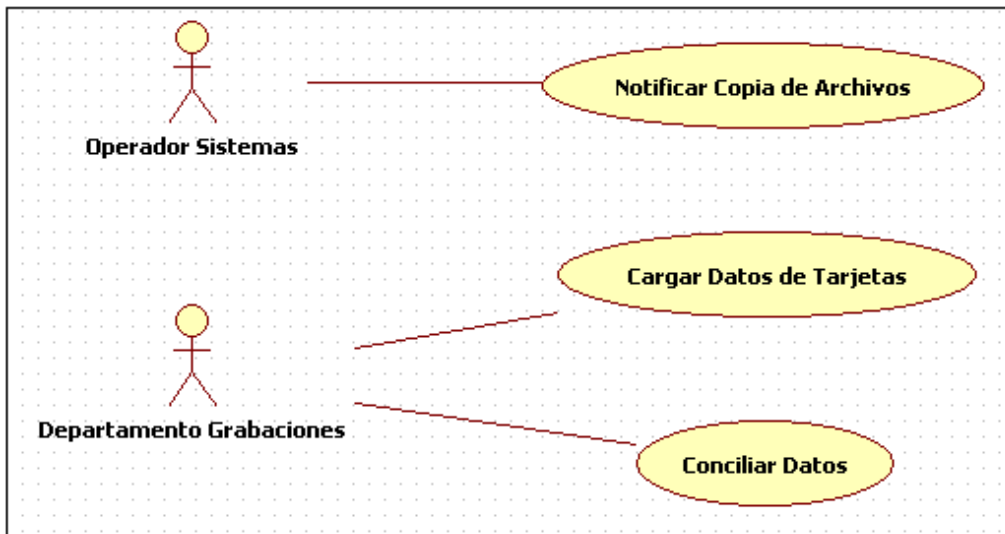 Notificar Copia de Archivos
Operador Sistemas
Cargar Datos de Tarjetas
Departamento Grabaciones
Conciliar Datos